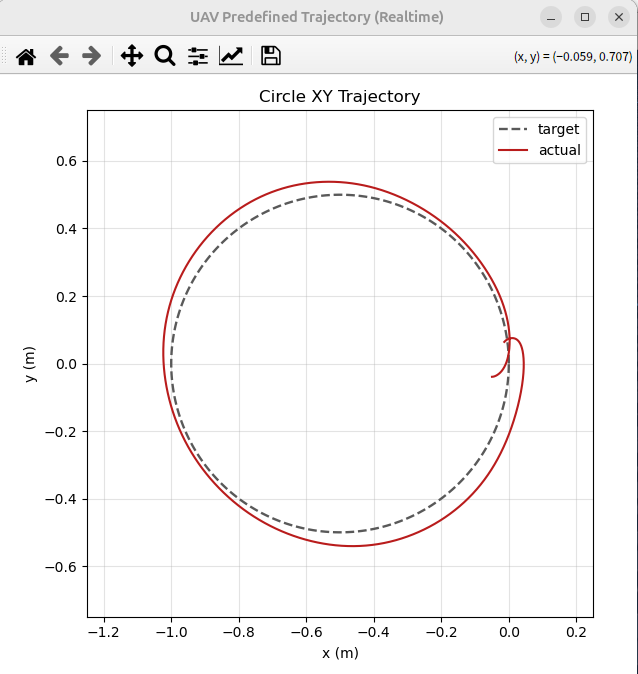 UAV Predefined Trajectory (Realtime)
(x, y) = (−0.059, 0.707)
Circle XY Trajectory
target
actual
0.6
0.4
0.2
0.0
−0.2
−0.4
−0.6
y (m)
−1.2 −1.0 −0.8 −0.6 −0.4 −0.2 0.0 0.2
x (m)